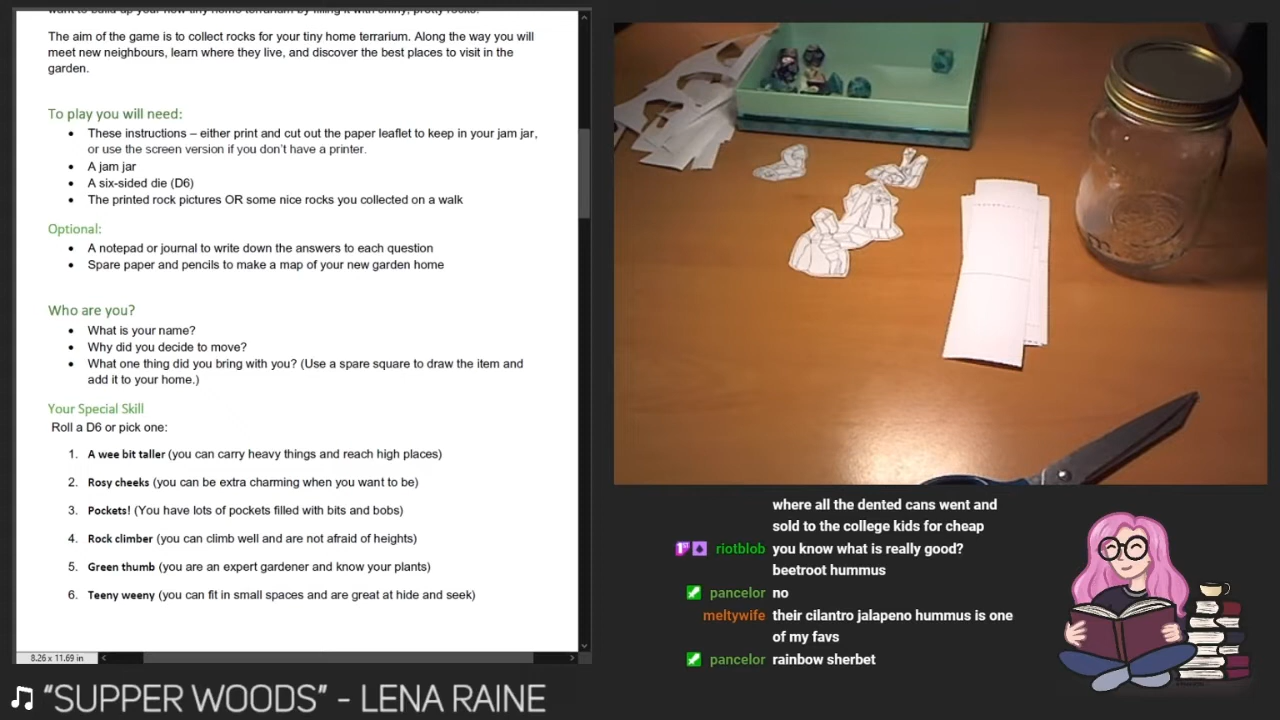 The aim of the game is to collect rocks for your tiny home terrarium. Along the way you will
meet new neighbours, learn where they live, and discover the best places to visit in the
garden.
To play you will need:
• These instructions – either print and cut out the paper leaflet to keep in your jam jar,
or use the screen version if you don't have a printer.
• A jam jar
• A six-sided die (D6)
• The printed rock pictures OR some nice rocks you collected on a walk
Optional:
• A notepad or journal to write down the answers to each question
• Spare paper and pencils to make a map of your new garden home
Who are you?
• What is your name?
• Why did you decide to move?
• What one thing did you bring with you? (Use a spare square to draw the item and
add it to your home.)
Your Special Skill
Roll a D6 or pick one:
1. A wee bit taller (you can carry heavy things and reach high places)
2. Rosy cheeks (you can be extra charming when you want to be)
3. Pockets! (You have lots of pockets filled with bits and bobs)
4. Rock climber (you can climb well and are not afraid of heights)
5. Green thumb (you are an expert gardener and know your plants)
6. Teeny weeny (you can fit in small spaces and are great at hide and seek)
8.26 x 11.69 in
♫ "SUPPER WOODS" - LENA RAINE
where all the dented cans went and
sold to the college kids for cheap
riotblob you know what is really good?
beetroot hummus
pancelor no
meltywife their cilantro jalapeno hummus is one
of my favs
pancelor rainbow sherbet